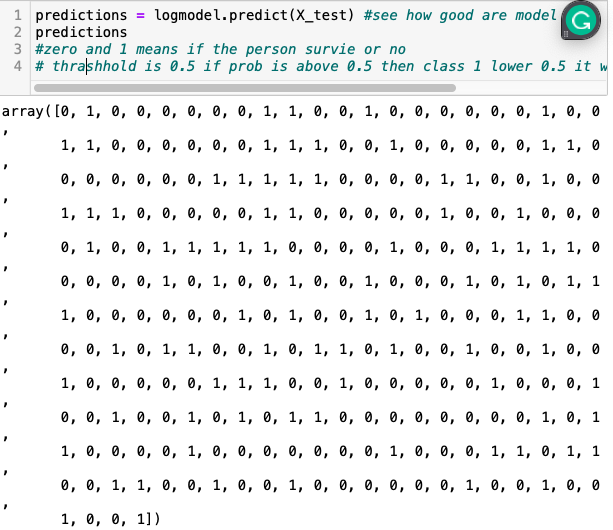 1 predictions = logmodel.predict(X_test) #see how good are model
2 predictions
3 #zero and 1 means if the person survie or no
4 # thrashhold is 0.5 if prob is above 0.5 then class 1 lower 0.5 it w
array([0, 1, 0, 0, 0, 0, 0, 0, 1, 1, 0, 0, 1, 0, 0, 0, 0, 0, 0, 1, 0, 0
,
1, 1, 0, 0, 0, 0, 0, 0, 1, 1, 1, 0, 0, 1, 0, 0, 0, 0, 0, 1, 1, 0
,
0, 0, 0, 0, 0, 0, 1, 1, 1, 1, 1, 0, 0, 0, 0, 1, 1, 0, 0, 1, 0, 0
,
1, 1, 1, 0, 0, 0, 0, 0, 1, 1, 0, 0, 0, 0, 0, 1, 0, 0, 1, 0, 0, 0
,
0, 1, 0, 0, 1, 1, 1, 1, 1, 0, 0, 0, 0, 1, 0, 0, 0, 1, 1, 1, 1, 0
,
0, 0, 0, 0, 1, 0, 1, 0, 0, 1, 0, 0, 1, 0, 0, 0, 1, 0, 1, 0, 1, 1
,
1, 0, 0, 0, 0, 0, 0, 1, 0, 1, 0, 0, 1, 0, 1, 0, 0, 0, 1, 1, 0, 0
,
0, 0, 1, 0, 1, 1, 0, 0, 1, 0, 1, 1, 0, 1, 0, 0, 1, 0, 0, 1, 0, 0
,
1, 0, 0, 0, 0, 0, 1, 1, 1, 0, 0, 1, 0, 0, 0, 0, 0, 1, 0, 0, 0, 1
,
0, 0, 1, 0, 0, 1, 0, 1, 0, 1, 1, 0, 0, 0, 0, 0, 0, 0, 0, 1, 0, 1
,
1, 0, 0, 0, 0, 1, 0, 0, 0, 0, 0, 0, 0, 1, 0, 0, 0, 1, 1, 0, 1, 1
,
0, 0, 1, 1, 0, 0, 1, 0, 0, 1, 0, 0, 0, 0, 0, 0, 1, 0, 0, 1, 0, 0
,
1, 0, 0, 1])